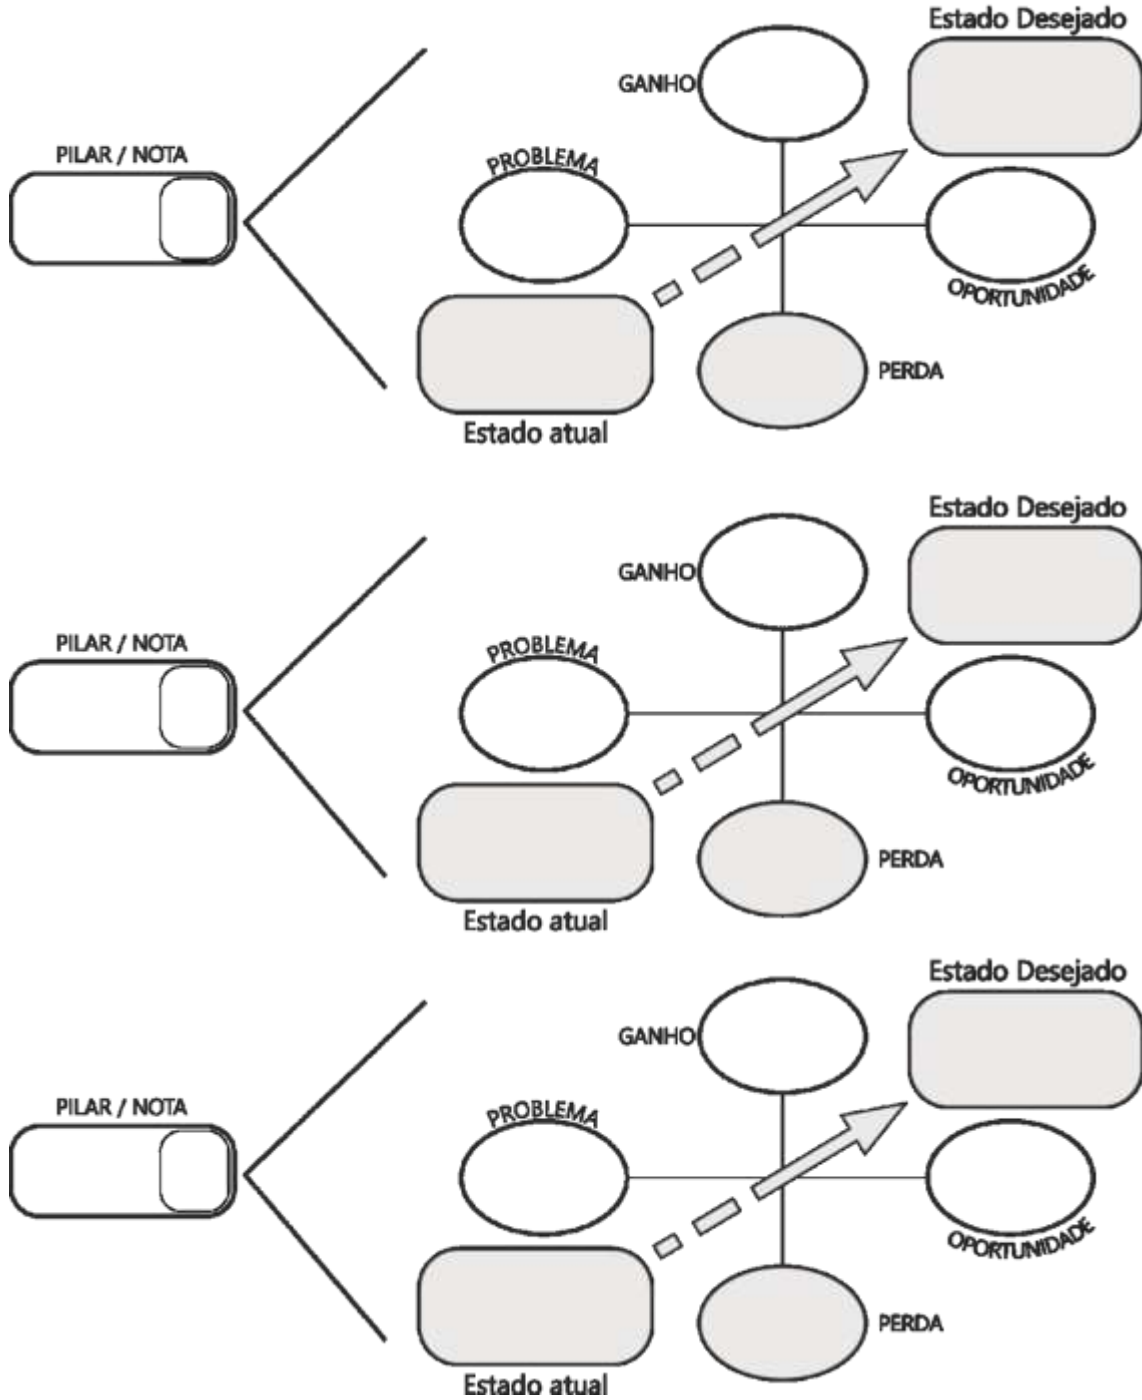 Estado Desejado
GANHO
PILAR / NOTA
PROBLEMA
OPORTUNIDADE
PERDA
Estado atual
Estado Desejado
GANHO
PILAR / NOTA
PROBLEMA
OPORTUNIDADE
PERDA
Estado atual
Estado Desejado
GANHO
PILAR / NOTA
PROBLEMA
OPORTUNIDADE
PERDA
Estado atual